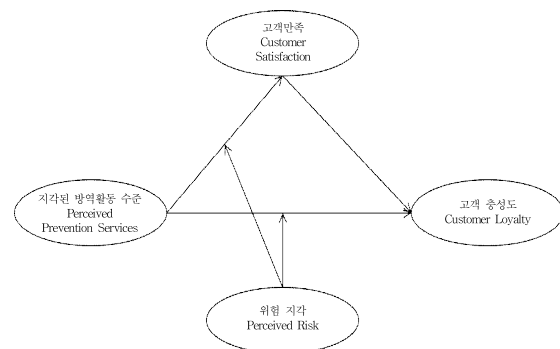 고객만족
Customer
Satisfaction
지각된 방역활동 수준
Perceived
Prevention Services
고객 충성도
Customer Loyalty
위험 지각
Perceived Risk